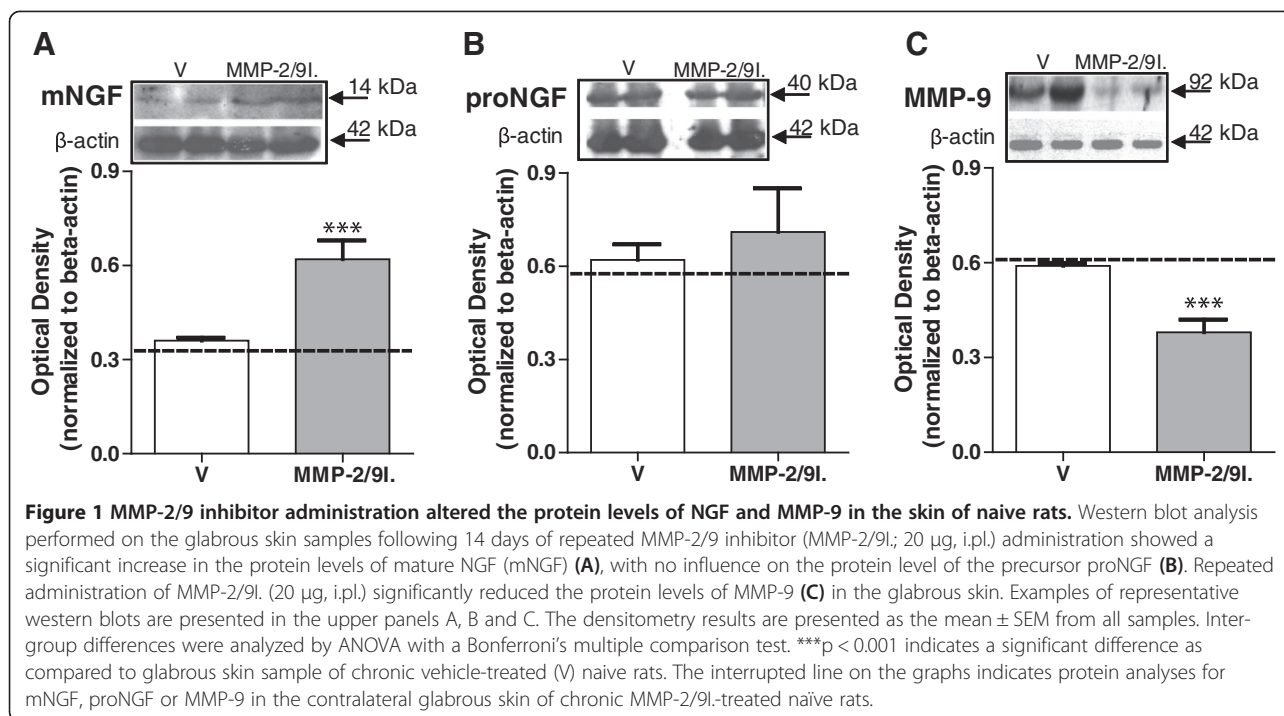 A
V MMP-2/9I.
mNGF
14 kDa
β-actin
42 kDa
Optical Density
(normalized to beta-actin)
0.9
0.6
0.3
0.0
***
V MMP-2/9I.
B
V MMP-2/9I.
proNGF
40 kDa
42 kDa
Optical Density
(normalized to beta-actin)
0.9
0.6
0.3
0.0
V MMP-2/9I.
C
V MMP-2/9I.
MMP-9
92 kDa
β-actin
42 kDa
Optical Density
(normalized to beta-actin)
0.9
0.6
0.3
0.0
***
V MMP-2/9I.
Figure 1 MMP-2/9 inhibitor administration altered the protein levels of NGF and MMP-9 in the skin of naive rats. Western blot analysis
performed on the glabrous skin samples following 14 days of repeated MMP-2/9 inhibitor (MMP-2/9I.; 20 μg, i.pl.) administration showed a
significant increase in the protein levels of mature NGF (mNGF) (A), with no influence on the protein level of the precursor proNGF (B). Repeated
administration of MMP-2/9I. (20 μg, i.pl.) significantly reduced the protein levels of MMP-9 (C) in the glabrous skin. Examples of representative
western blots are presented in the upper panels A, B and C. The densitometry results are presented as the mean ± SEM from all samples. Inter-
group differences were analyzed by ANOVA with a Bonferroni's multiple comparison test. ***p < 0.001 indicates a significant difference as
compared to glabrous skin sample of chronic vehicle-treated (V) naive rats. The interrupted line on the graphs indicates protein analyses for
mNGF, proNGF or MMP-9 in the contralateral glabrous skin of chronic MMP-2/9I.-treated naïve rats.